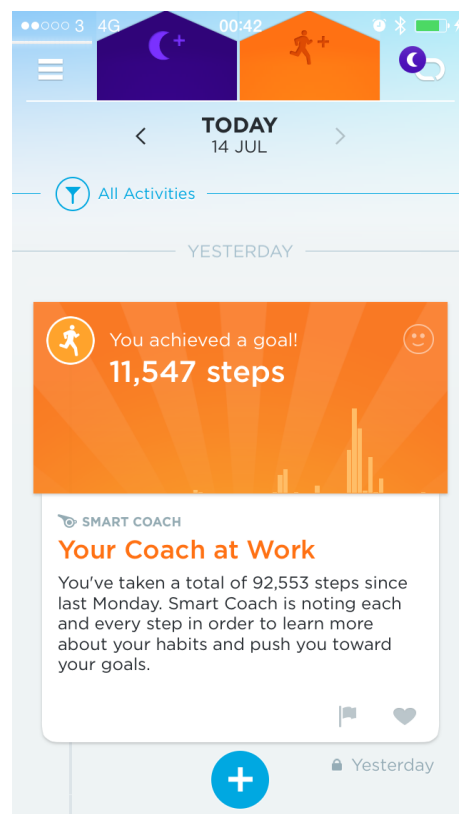 3 4G 00:42
TODAY
14 JUL
All Activities
YESTERDAY
You achieved a goal!
11,547 steps
SMART COACH
Your Coach at Work
You've taken a total of 92,553 steps since
last Monday. Smart Coach is noting each
and every step in order to learn more
about your habits and push you toward
your goals.
Yesterday